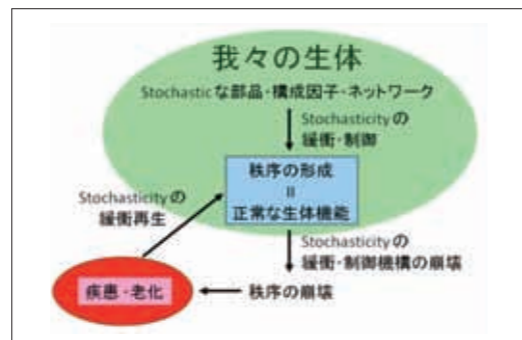 我々の生体
Stochasticな部品・構成因子・ネットワーク
Stochasticityの
緩衝・制御
秩序の形成
=
正常な生体機能
Stochasticityの
緩衝再生
Stochasticityの
緩衝・制御機構の崩壊
疾患・老化
秩序の崩壊